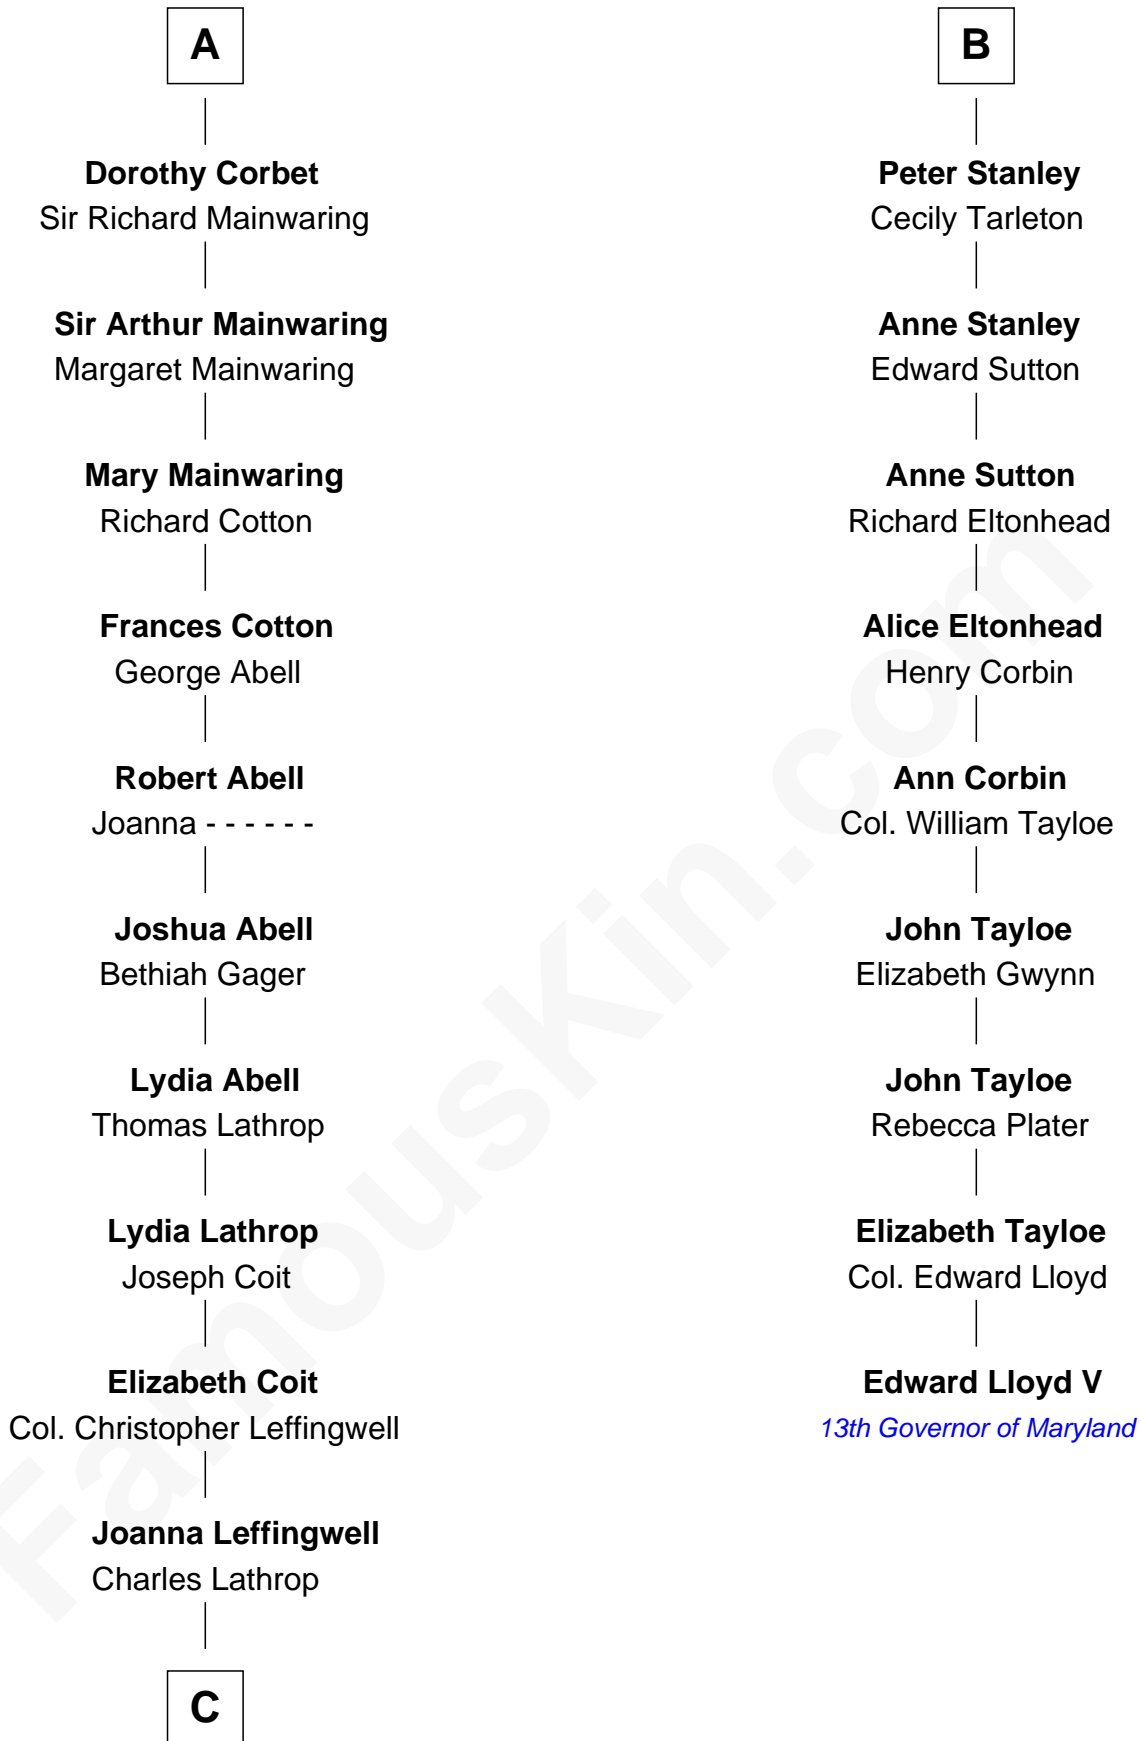 A
Dorothy Corbet
Sir Richard Mainwaring
Sir Arthur Mainwaring
Margaret Mainwaring
Mary Mainwaring
Richard Cotton
Frances Cotton
George Abell
Robert Abell
Joanna - - - - - -
Joshua Abell
Bethiah Gager
Lydia Abell
Thomas Lathrop
Lydia Lathrop
Joseph Coit
Elizabeth Coit
Col. Christopher Leffingwell
Joanna Leffingwell
Charles Lathrop
C
B
Peter Stanley
Cecily Tarleton
Anne Stanley
Edward Sutton
Anne Sutton
Richard Eltonhead
Alice Eltonhead
Henry Corbin
Ann Corbin
Col. William Tayloe
John Tayloe
Elizabeth Gwynn
John Tayloe
Rebecca Plater
Elizabeth Tayloe
Col. Edward Lloyd
Edward Lloyd V
13th Governor of Maryland
FamousKin.com